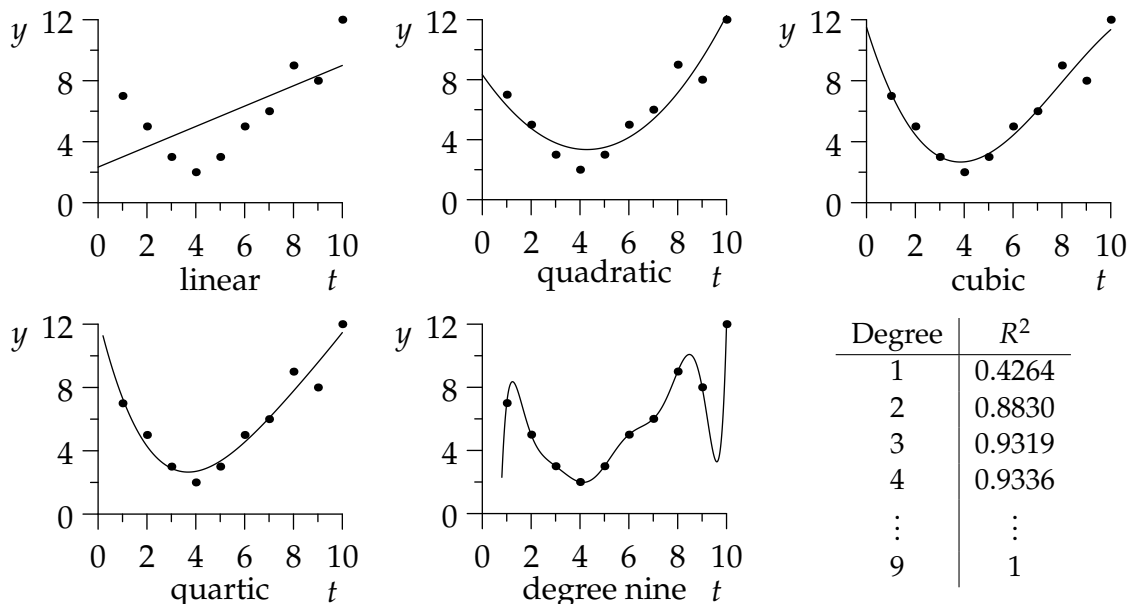 y 12
8
4
0
0 2 4 6 8 10
linear t
y 12
8
4
0
0 2 4 6 8 10
quadratic t
y 12
8
4
0
0 2 4 6 8 10
cubic t
y 12
8
4
0
0 2 4 6 8 10
quartic t
y 12
8
4
0
0 2 4 6 8 10
degree nine t
Degree R²
1 0.4264
2 0.8830
3 0.9319
4 0.9336
⋮ ⋮
9 1